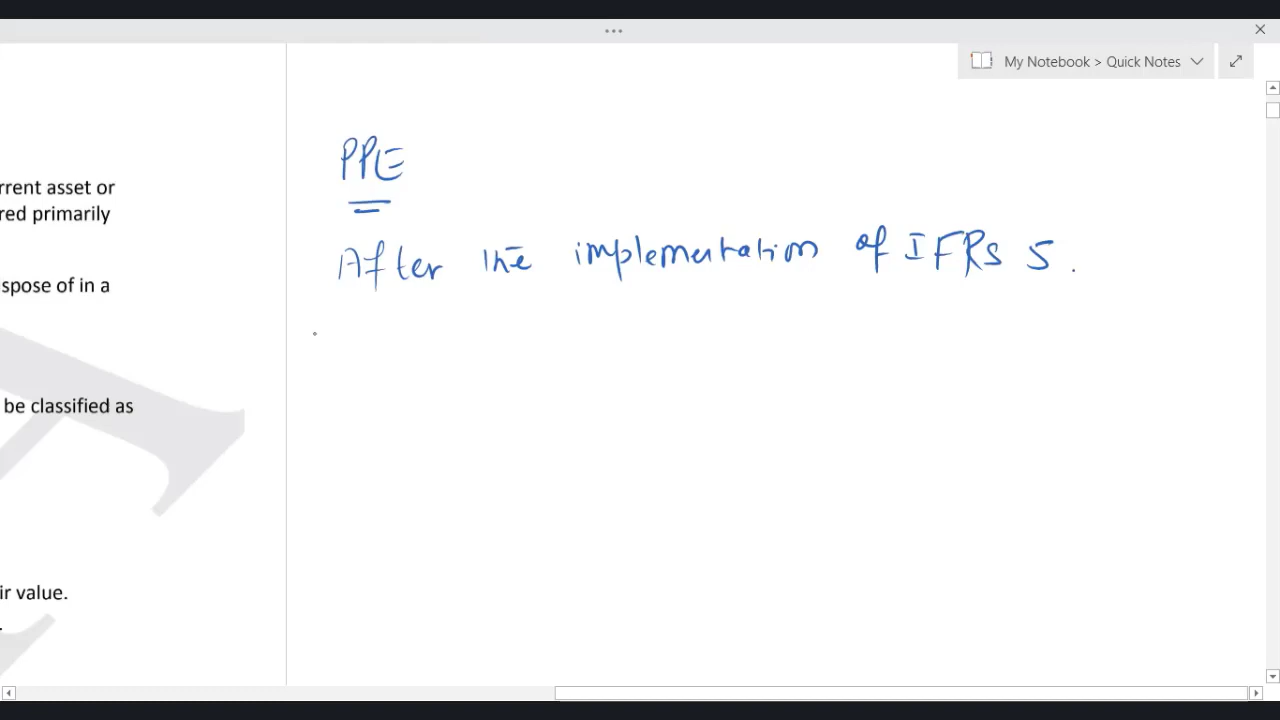 My Notebook > Quick Notes
rrent asset or
red primarily
spose of in a
be classified as
ir value.
PPE
After the implementation of IFRS 5.